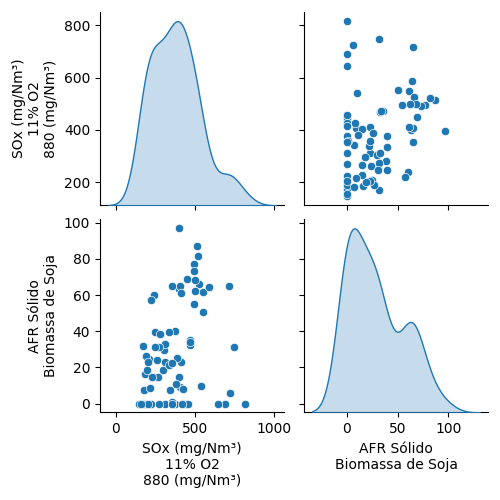 SOx (mg/Nm³)
11% O2
880 (mg/Nm³)
800
600
400
200
AFR Sólido
Biomassa de Soja
100
80
60
40
20
0
0
500
1000
SOx (mg/Nm³)
11% O2
880 (mg/Nm³)
0
50
100
AFR Sólido
Biomassa de Soja